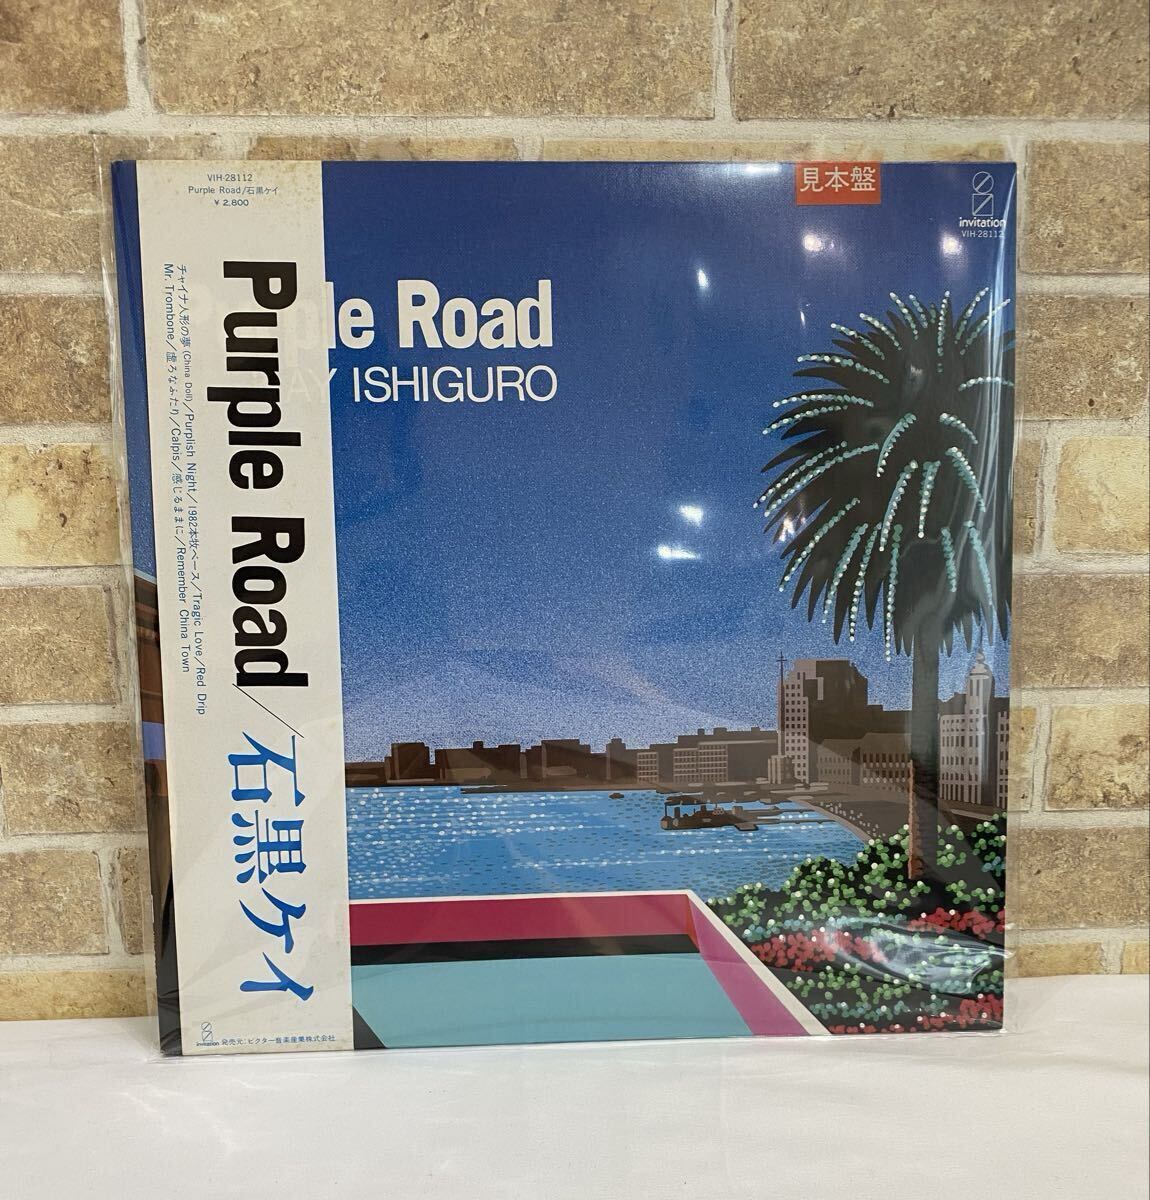 VIH-28112
Purple Road/石黒ケイ
¥2,800
チャイナ人形の夢(China Doll)/Purplish Night/1982本牧ベース/Tragic Love/Red Drip
Mr. Trombone/虚ろなふたり/Calpis/感じるままに/Remember China Town
Purple Road/石黒ケイ
invitation 発売元:ビクター音楽産業株式会社
ple Road
AY ISHIGURO
見本盤
invitation
VIH-28112